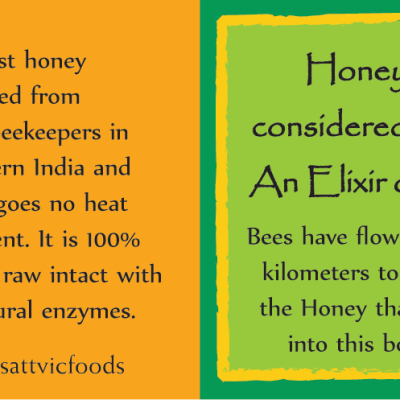 st honey
ed from
eekeepers in
ern India and
goes no heat
ent. It is 100%
raw intact with
ural enzymes.
sattvicfoods
Honey
considered
An Elixir
Bees have flow
kilometers to
the Honey tha
into this b